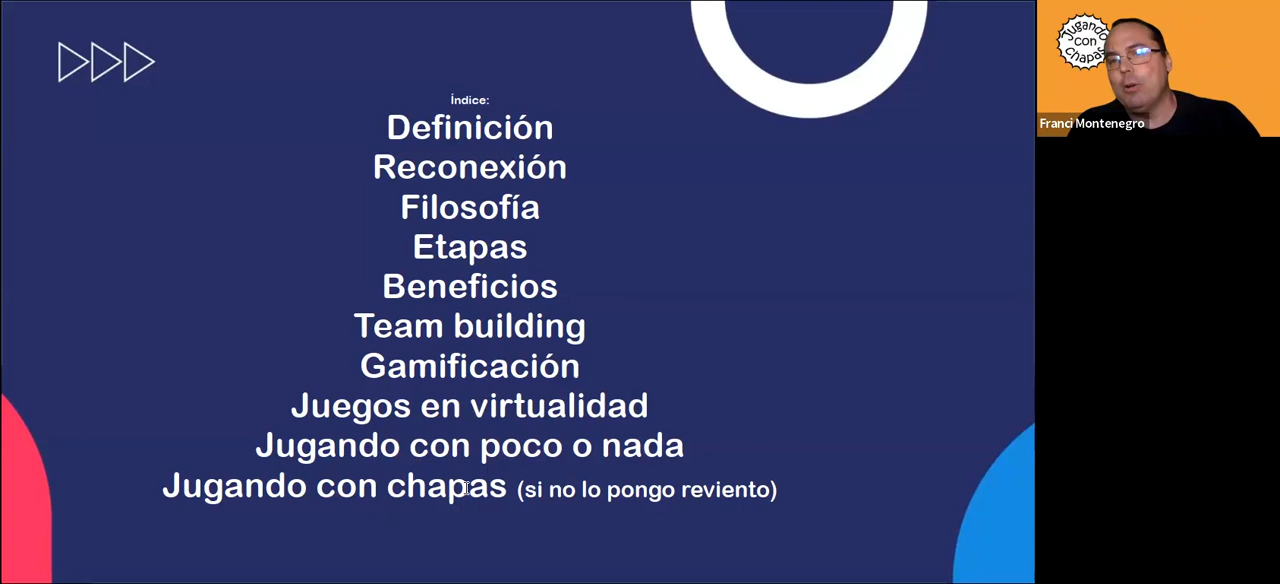 Índice:
Definición
Reconexión
Filosofía
Etapas
Beneficios
Team building
Gamificación
Juegos en virtualidad
Jugando con poco o nada
Jugando con chapas (si no lo pongo reviento)
Jugando
con
Chapas
Franci Montenegro